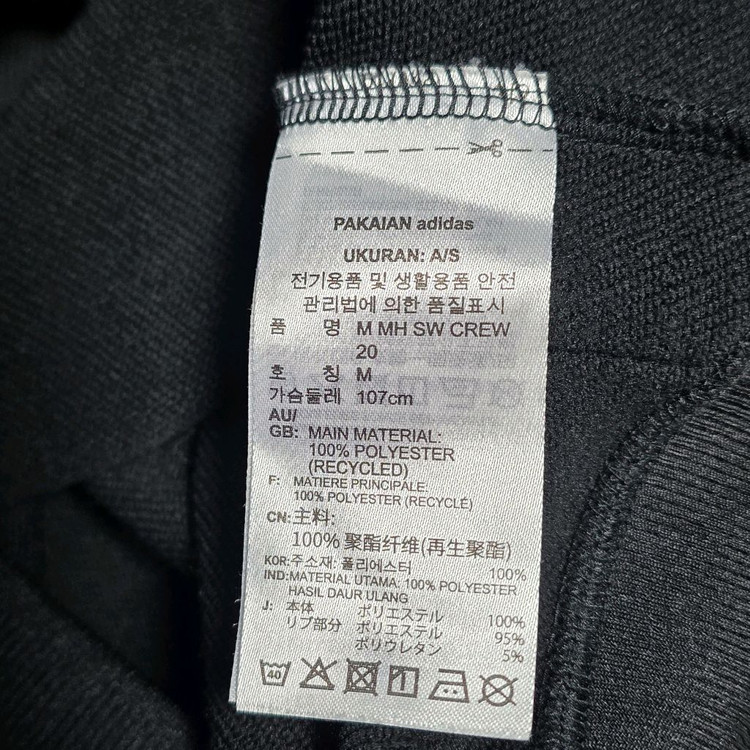 PAKAIAN adidas
UKURAN: A/S
전기용품 및 생활용품 안전
관리법에 의한 품질표시
품 명 M MH SW CREW
20
호 칭 M
가슴둘레 107cm
AU/
GB: MAIN MATERIAL:
100% POLYESTER
(RECYCLED)
F: MATIERE PRINCIPALE:
100% POLYESTER (RECYCLÉ)
CN:主料:
100% 聚酯纤维(再生聚酯)
KOR:주소재: 폴리에스터 100%
IND:MATERIAL UTAMA: 100% POLYESTER
HASIL DAUR ULANG
J: 本体 ポリエステル 100%
リブ部分 ポリエステル 95%
ポリウレタン 5%
40